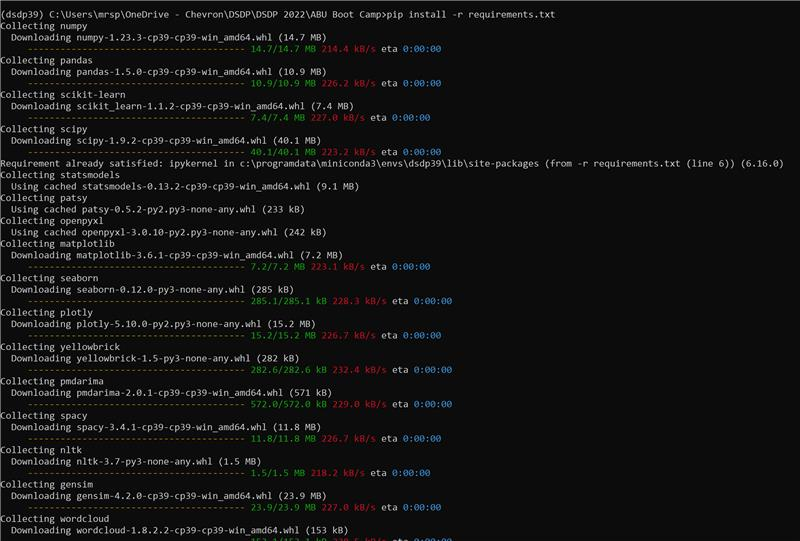 (dsdp39) C:\Users\mrsp\OneDrive - Chevron\DSDP\DSDP 2022\ABU Boot Camp>pip install -r requirements.txt
Collecting numpy
Downloading numpy-1.23.3-cp39-cp39-win_amd64.whl (14.7 MB)
---------------------------------------- 14.7/14.7 MB 214.4 kB/s eta 0:00:00
Collecting pandas
Downloading pandas-1.5.0-cp39-cp39-win_amd64.whl (10.9 MB)
---------------------------------------- 10.9/10.9 MB 226.2 kB/s eta 0:00:00
Collecting scikit-learn
Downloading scikit_learn-1.1.2-cp39-cp39-win_amd64.whl (7.4 MB)
---------------------------------------- 7.4/7.4 MB 227.0 kB/s eta 0:00:00
Collecting scipy
Downloading scipy-1.9.2-cp39-cp39-win_amd64.whl (40.1 MB)
---------------------------------------- 40.1/40.1 MB 223.2 kB/s eta 0:00:00
Requirement already satisfied: ipykernel in c:\programdata\miniconda3\envs\dsdp39\lib\site-packages (from -r requirements.txt (line 6)) (6.16.0)
Collecting statsmodels
Using cached statsmodels-0.13.2-cp39-cp39-win_amd64.whl (9.1 MB)
Collecting patsy
Using cached patsy-0.5.2-py2.py3-none-any.whl (233 kB)
Collecting openpyxl
Using cached openpyxl-3.0.10-py2.py3-none-any.whl (242 kB)
Collecting matplotlib
Downloading matplotlib-3.6.1-cp39-cp39-win_amd64.whl (7.2 MB)
---------------------------------------- 7.2/7.2 MB 223.1 kB/s eta 0:00:00
Collecting seaborn
Downloading seaborn-0.12.0-py3-none-any.whl (285 kB)
---------------------------------------- 285.1/285.1 kB 228.3 kB/s eta 0:00:00
Collecting plotly
Downloading plotly-5.10.0-py2.py3-none-any.whl (15.2 MB)
---------------------------------------- 15.2/15.2 MB 226.7 kB/s eta 0:00:00
Collecting yellowbrick
Downloading yellowbrick-1.5-py3-none-any.whl (282 kB)
---------------------------------------- 282.6/282.6 kB 232.4 kB/s eta 0:00:00
Collecting pmdarima
Downloading pmdarima-2.0.1-cp39-cp39-win_amd64.whl (571 kB)
---------------------------------------- 572.0/572.0 kB 229.0 kB/s eta 0:00:00
Collecting spacy
Downloading spacy-3.4.1-cp39-cp39-win_amd64.whl (11.8 MB)
---------------------------------------- 11.8/11.8 MB 226.7 kB/s eta 0:00:00
Collecting nltk
Downloading nltk-3.7-py3-none-any.whl (1.5 MB)
---------------------------------------- 1.5/1.5 MB 218.2 kB/s eta 0:00:00
Collecting gensim
Downloading gensim-4.2.0-cp39-cp39-win_amd64.whl (23.9 MB)
---------------------------------------- 23.9/23.9 MB 227.0 kB/s eta 0:00:00
Collecting wordcloud
Downloading wordcloud-1.8.2.2-cp39-cp39-win_amd64.whl (153 kB)